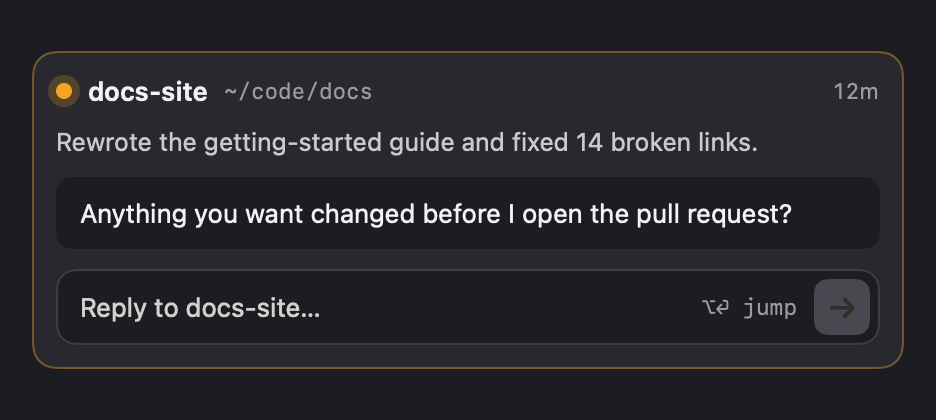 docs-site ~/code/docs 12m
Rewrote the getting-started guide and fixed 14 broken links.
Anything you want changed before I open the pull request?
Reply to docs-site… ⌥⏎ jump